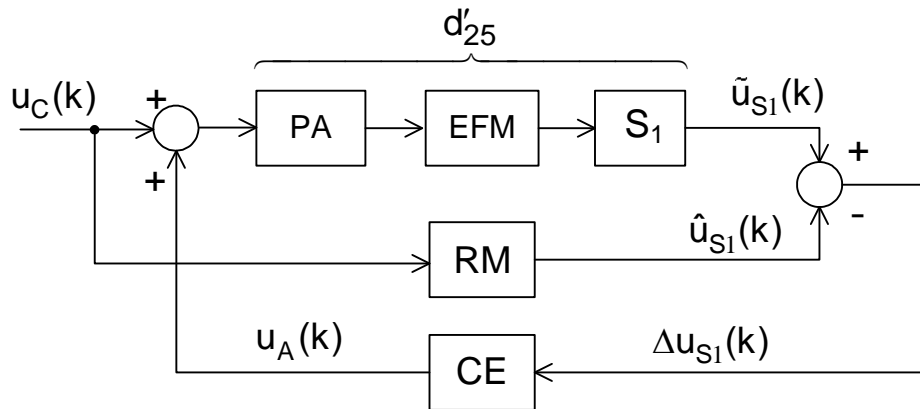 d′25
uC(k)
ũS1(k)
+
PA
EFM
S1
+
+
-
ûS1(k)
RM
uA(k)
ΔuS1(k)
CE